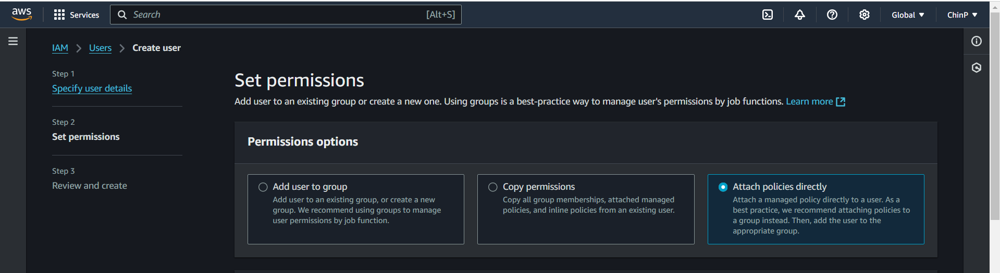 aws
Services
Search
[Alt+S]
Global
ChinP
IAM
Users
Create user
Step 1
Specify user details
Step 2
Set permissions
Step 3
Review and create
Set permissions
Add user to an existing group or create a new one. Using groups is a best-practice way to manage user's permissions by job functions. Learn more
Permissions options
Add user to group
Add user to an existing group, or create a new
group. We recommend using groups to manage
user permissions by job function.
Copy permissions
Copy all group memberships, attached managed
policies, and inline policies from an existing user.
Attach policies directly
Attach a managed policy directly to a user. As a
best practice, we recommend attaching policies to
a group instead. Then, add the user to the
appropriate group.